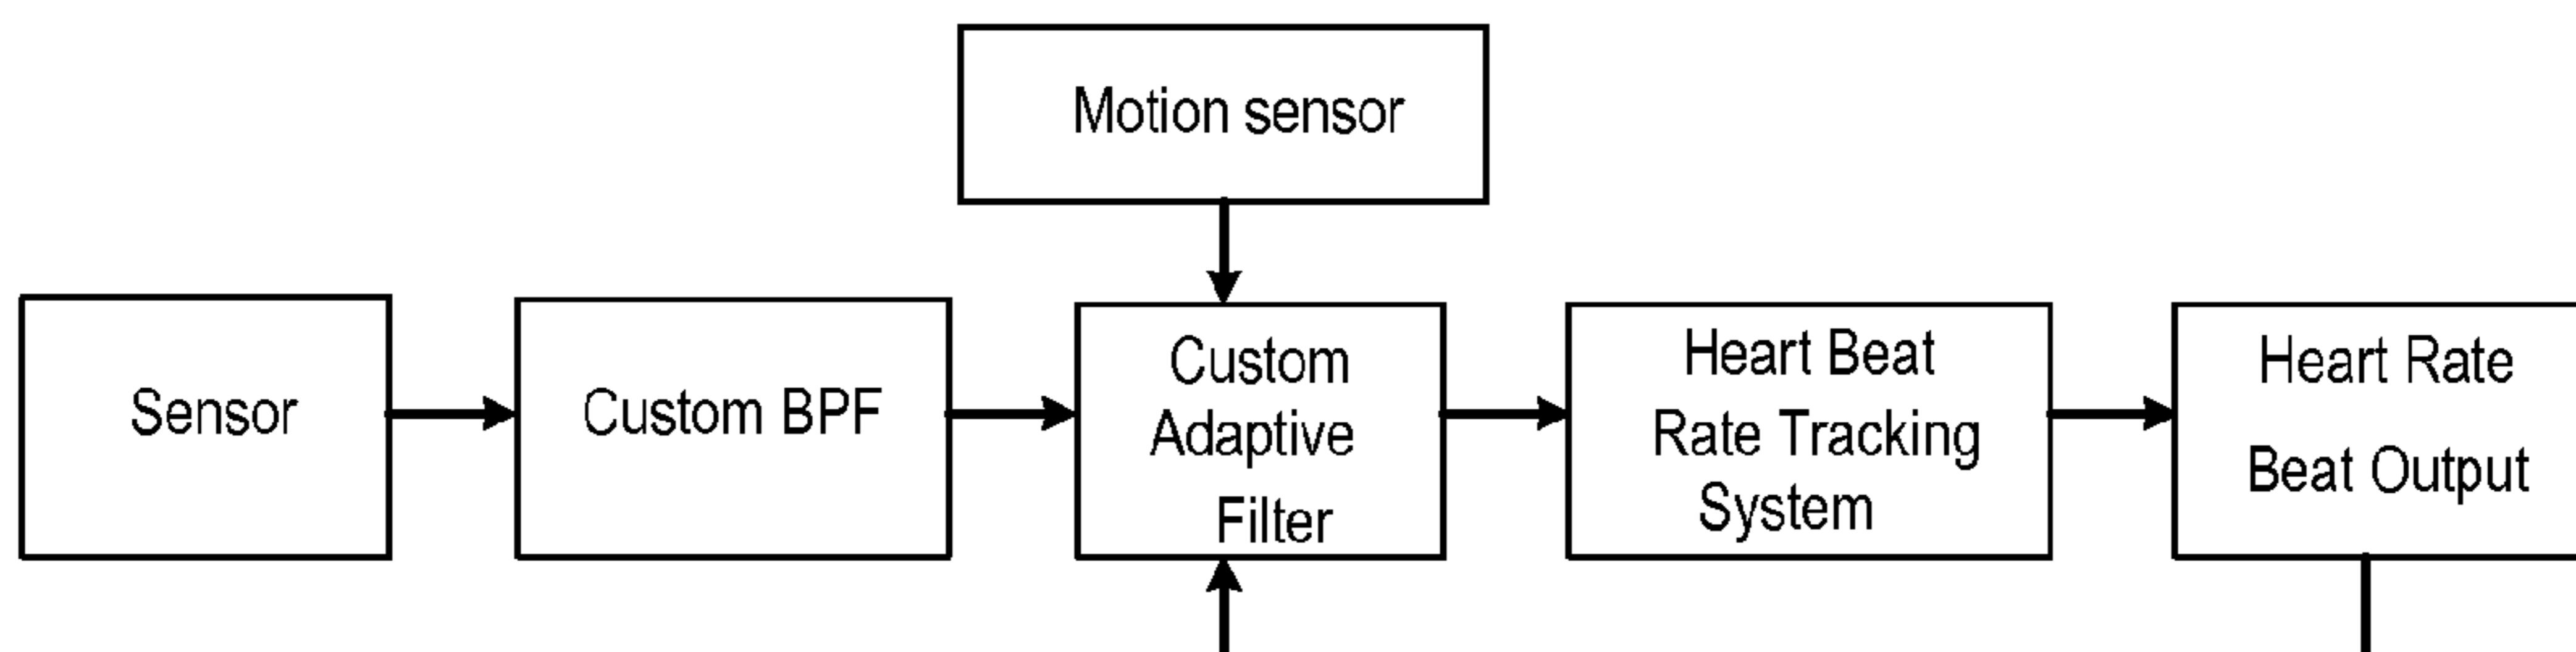 Motion sensor
Sensor
Custom BPF
Custom
Adaptive
Filter
Heart Beat
Rate Tracking
System
Heart Rate
Beat Output